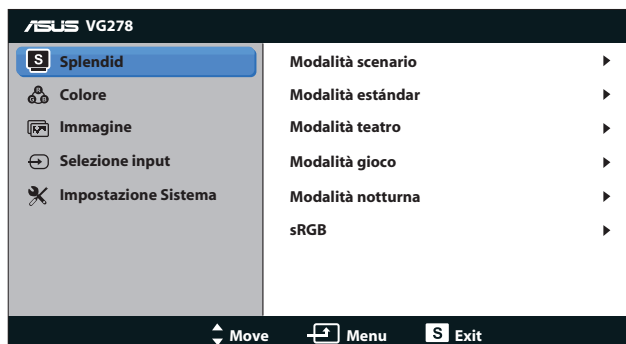 ASUS VG278
S Splendid
Colore
Immagine
Selezione input
Impostazione Sistema
Modalità scenario
Modalità estándar
Modalità teatro
Modalità gioco
Modalità notturna
sRGB
Move Menu S Exit